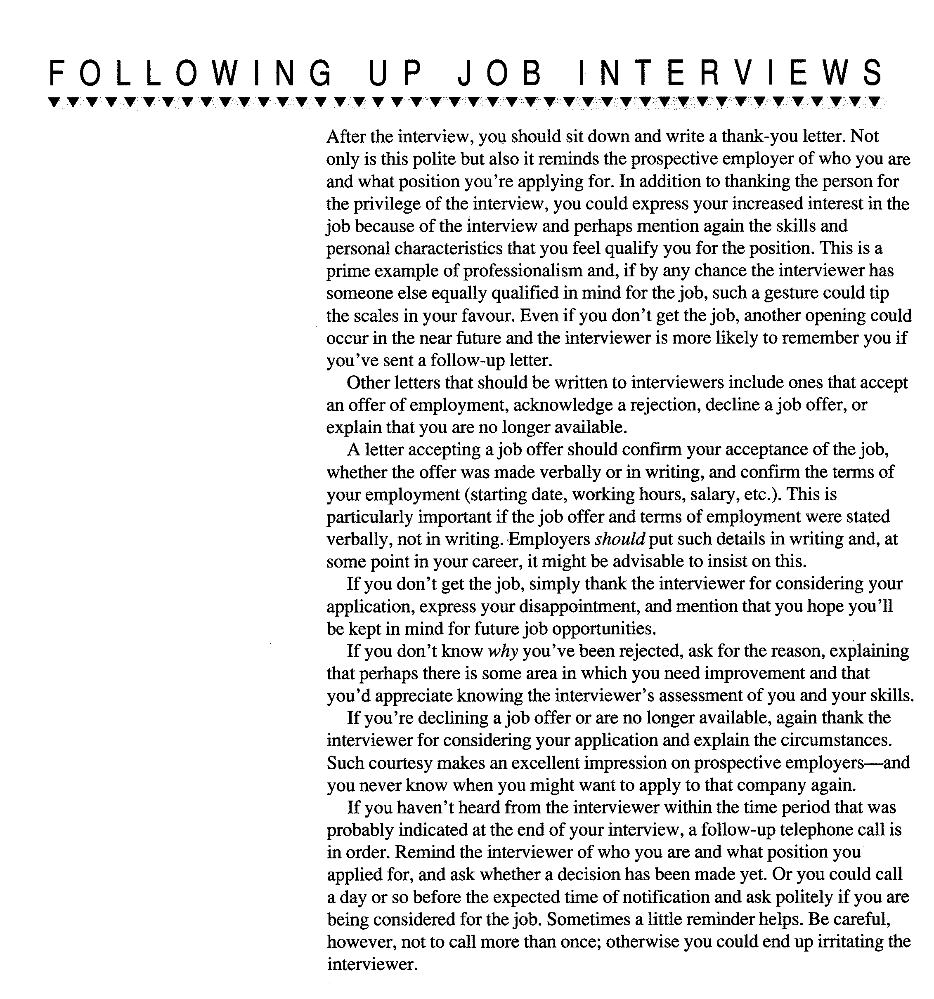 FOLLOWING UP JOB INTERVIEWS
After the interview, you should sit down and write a thank-you letter. Not
only is this polite but also it reminds the prospective employer of who you are
and what position you're applying for. In addition to thanking the person for
the privilege of the interview, you could express your increased interest in the
job because of the interview and perhaps mention again the skills and
personal characteristics that you feel qualify you for the position. This is a
prime example of professionalism and, if by any chance the interviewer has
someone else equally qualified in mind for the job, such a gesture could tip
the scales in your favour. Even if you don't get the job, another opening could
occur in the near future and the interviewer is more likely to remember you if
you've sent a follow-up letter.
Other letters that should be written to interviewers include ones that accept
an offer of employment, acknowledge a rejection, decline a job offer, or
explain that you are no longer available.
A letter accepting a job offer should confirm your acceptance of the job,
whether the offer was made verbally or in writing, and confirm the terms of
your employment (starting date, working hours, salary, etc.). This is
particularly important if the job offer and terms of employment were stated
verbally, not in writing. Employers should put such details in writing and, at
some point in your career, it might be advisable to insist on this.
If you don't get the job, simply thank the interviewer for considering your
application, express your disappointment, and mention that you hope you'll
be kept in mind for future job opportunities.
If you don't know why you've been rejected, ask for the reason, explaining
that perhaps there is some area in which you need improvement and that
you'd appreciate knowing the interviewer's assessment of you and your skills.
If you're declining a job offer or are no longer available, again thank the
interviewer for considering your application and explain the circumstances.
Such courtesy makes an excellent impression on prospective employers—and
you never know when you might want to apply to that company again.
If you haven't heard from the interviewer within the time period that was
probably indicated at the end of your interview, a follow-up telephone call is
in order. Remind the interviewer of who you are and what position you
applied for, and ask whether a decision has been made yet. Or you could call
a day or so before the expected time of notification and ask politely if you are
being considered for the job. Sometimes a little reminder helps. Be careful,
however, not to call more than once; otherwise you could end up irritating the
interviewer.